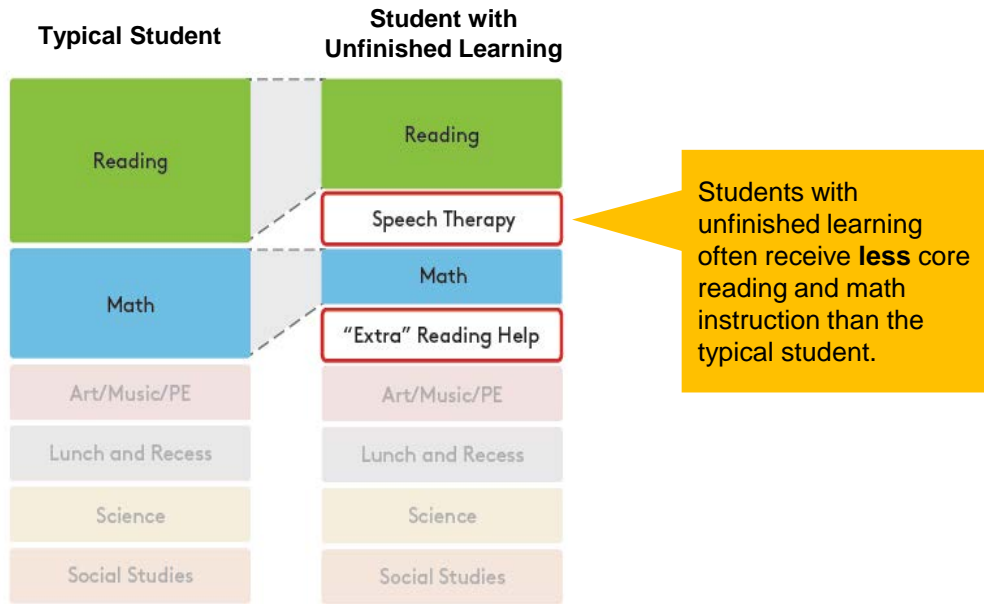 Typical Student
Student with
Unfinished Learning
Reading
Math
Art/Music/PE
Lunch and Recess
Science
Social Studies
Reading
Speech Therapy
Math
“Extra” Reading Help
Art/Music/PE
Lunch and Recess
Science
Social Studies
Students with
unfinished learning
often receive less core
reading and math
instruction than the
typical student.